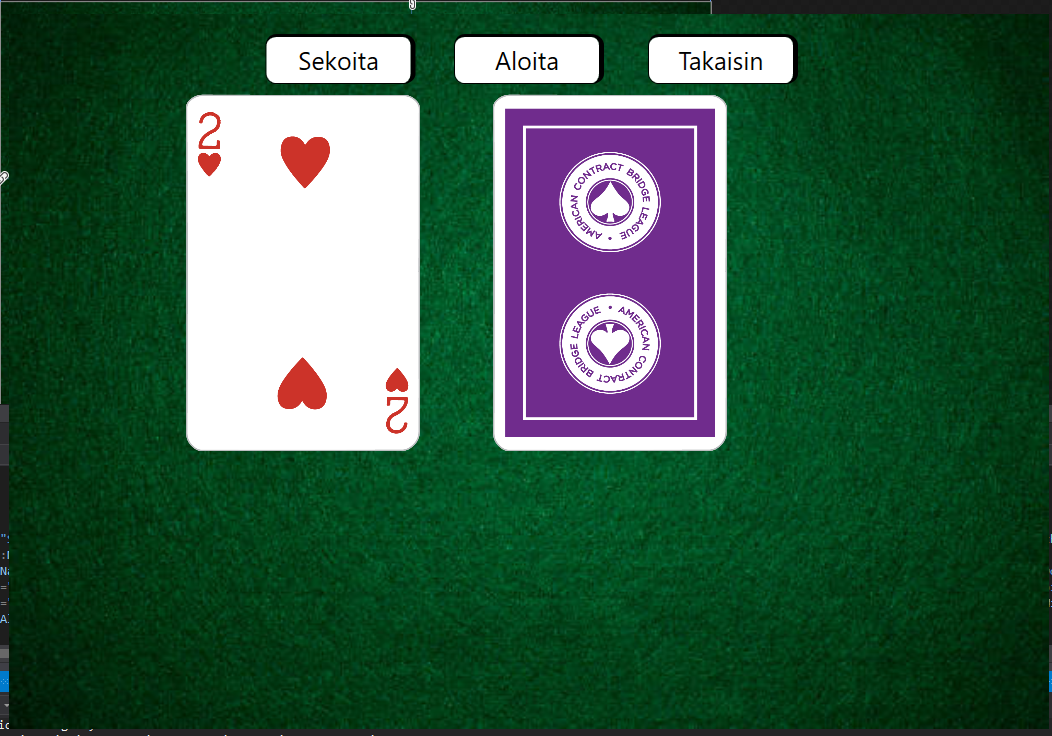 Sekoita
Aloita
Takaisin
2
2
AMERICAN CONTRACT BRIDGE LEAGUE •
AMERICAN CONTRACT BRIDGE LEAGUE •